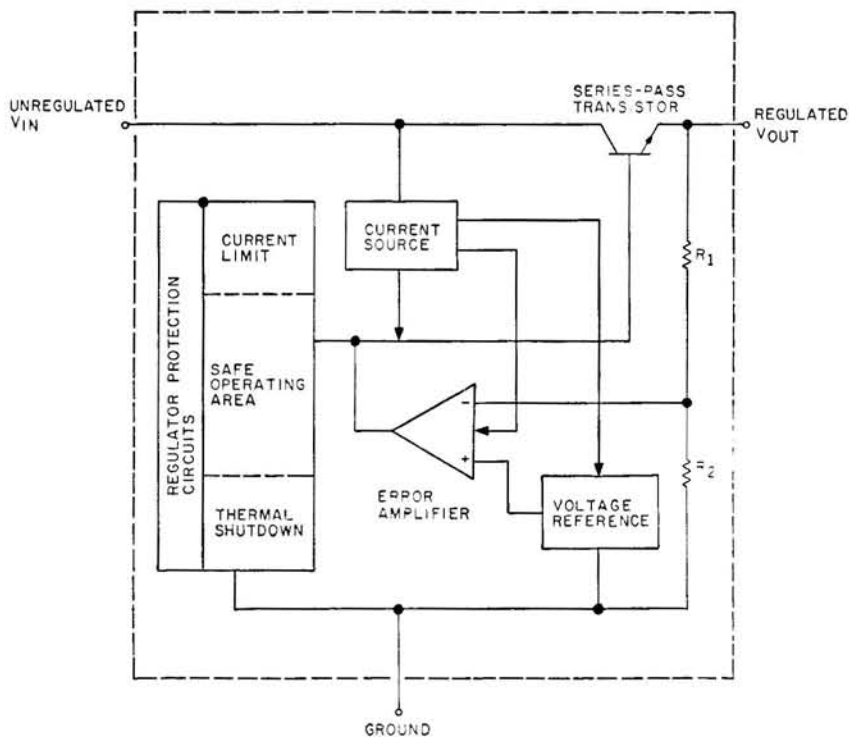 SERIES-PASS
TRANSISTOR
UNREGULATED
VIN
REGULATED
VOUT
CURRENT
LIMIT
CURRENT
SOURCE
R1
REGULATOR PROTECTION
CIRCUITS
SAFE
OPERATING
AREA
-
+
R2
ERROR
AMPLIFIER
VOLTAGE
REFERENCE
THERMAL
SHUTDOWN
GROUND